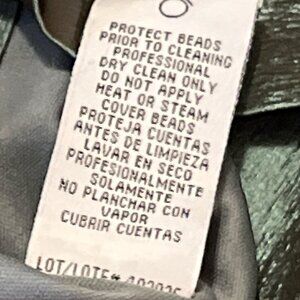 PROTECT BEADS
PRIOR TO CLEANING
PROFESSIONAL
DRY CLEAN ONLY
DO NOT APPLY
HEAT OR STEAM
COVER BEADS
PROTEJA CUENTAS
ANTES DE LIMPIEZA
LAVAR EN SECO
PROFESIONALMENTE
SOLAMENTE
NO PLANCHAR CON
VAPOR
CUBRIR CUENTAS
LOT/LOTE#